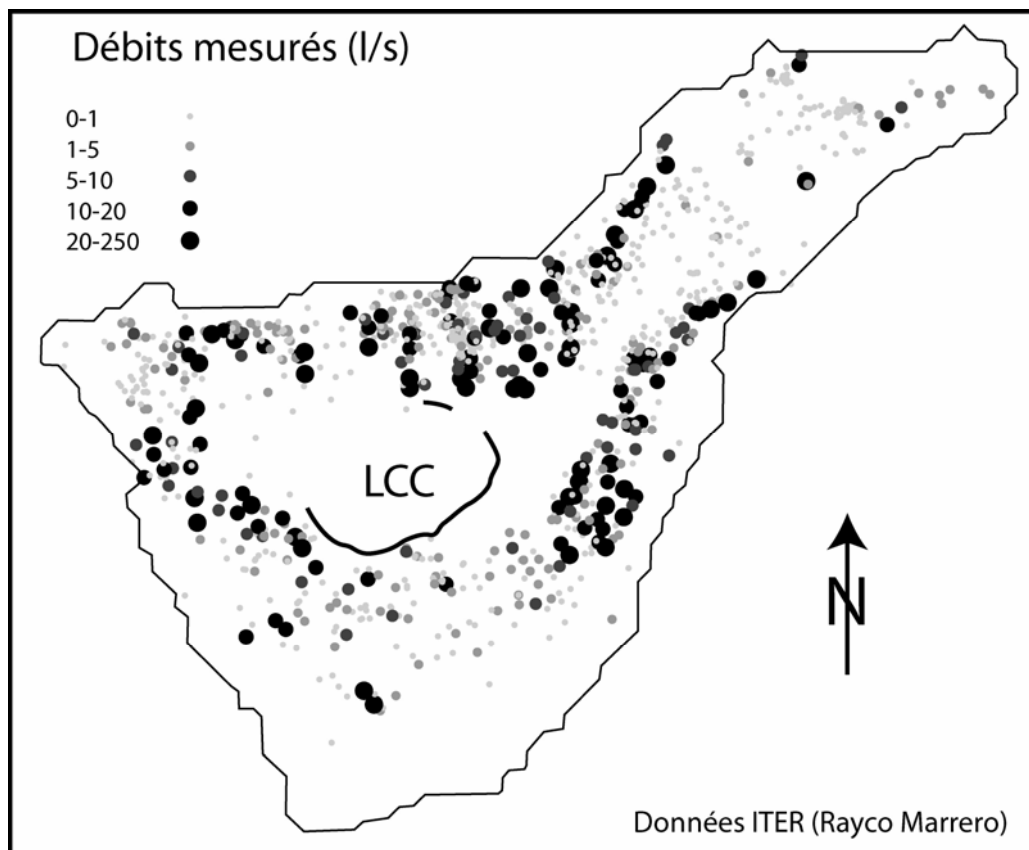 Débits mesurés (l/s)
0-1
1-5
5-10
10-20
20-250
LCC
N
Données ITER (Rayco Marrero)